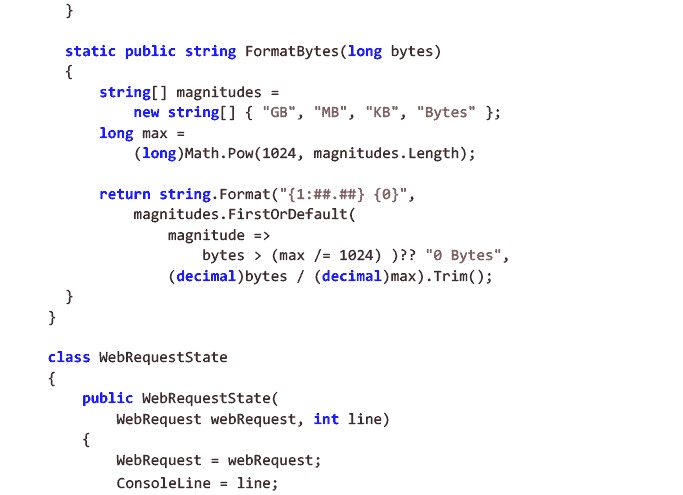 }
static public string FormatBytes(long bytes)
{
string[] magnitudes =
new string[] { "GB", "MB", "KB", "Bytes" };
long max =
(long)Math.Pow(1024, magnitudes.Length);
return string.Format("{1:##.##} {0}",
magnitudes.FirstOrDefault(
magnitude =>
bytes > (max /= 1024) )?? "0 Bytes",
(decimal)bytes / (decimal)max).Trim();
}
}
class WebRequestState
{
public WebRequestState(
WebRequest webRequest, int line)
{
WebRequest = webRequest;
ConsoleLine = line;